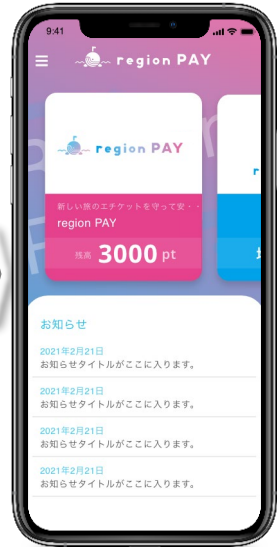 9:41
region PAY
region PAY
新しい旅のエチケットを守って安・・
region PAY
残高 3000 pt
お知らせ
2021年2月21日
お知らせタイトルがここに入ります。
2021年2月21日
お知らせタイトルがここに入ります。
2021年2月21日
お知らせタイトルがここに入ります。
2021年2月21日
お知らせタイトルがここに入ります。